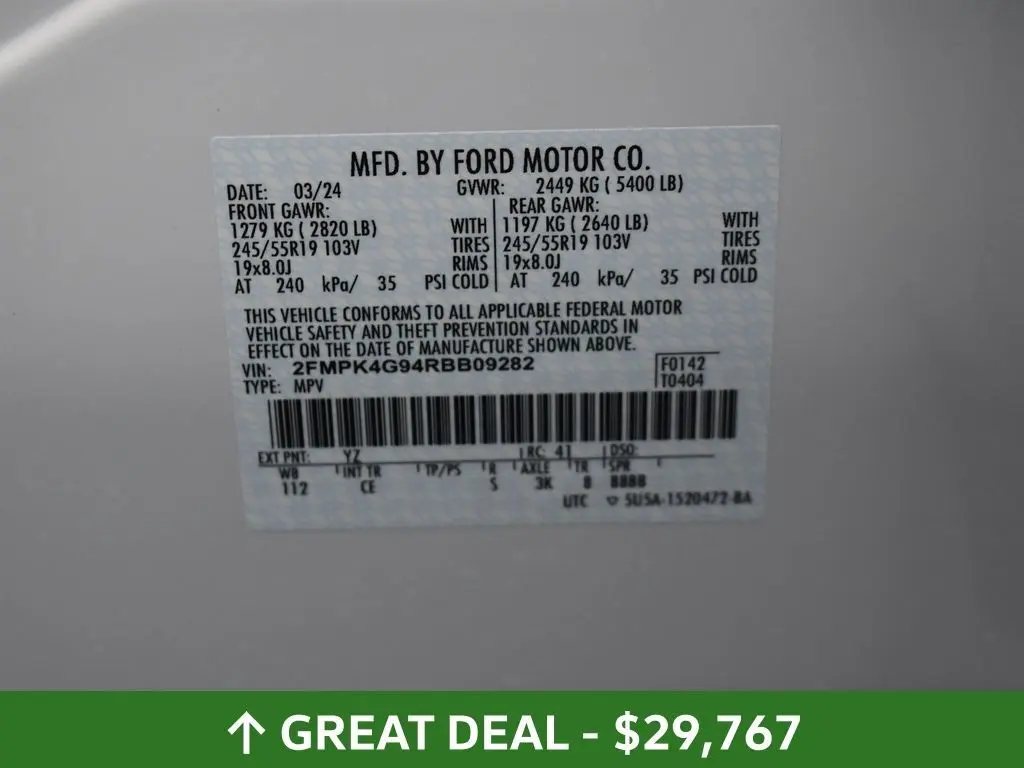 MFD. BY FORD MOTOR CO.
DATE: 03/24 GVWR: 2449 KG ( 5400 LB)
FRONT GAWR: REAR GAWR:
1279 KG ( 2820 LB) WITH 1197 KG ( 2640 LB) WITH
245/55R19 103V TIRES 245/55R19 103V TIRES
19x8.0J RIMS 19x8.0J RIMS
AT 240 kPa/ 35 PSI COLD AT 240 kPa/ 35 PSI COLD
THIS VEHICLE CONFORMS TO ALL APPLICABLE FEDERAL MOTOR
VEHICLE SAFETY AND THEFT PREVENTION STANDARDS IN
EFFECT ON THE DATE OF MANUFACTURE SHOWN ABOVE.
VIN: 2FMPK4G94RBB09282 F0142
TYPE: MPV T0404
EXT PNT: YZ RC: 41 DSO:
WB INT TR TP/PS R AXLE TR SPR
112 CE S 3K 8 8888
UTC 5U5A-1520472-BA
↑ GREAT DEAL - $29,767